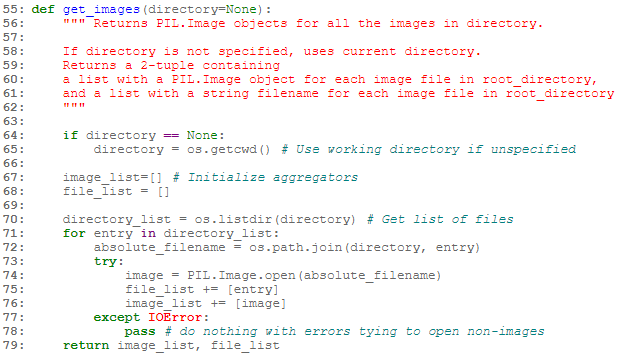 55: def get_images(directory=None):
56:     """ Returns PIL.Image objects for all the images in directory.
57:
58:     If directory is not specified, uses current directory.
59:     Returns a 2-tuple containing
60:     a list with a PIL.Image object for each image file in root_directory,
61:     and a list with a string filename for each image file in root_directory
62:     """
63:
64:     if directory == None:
65:         directory = os.getcwd() # Use working directory if unspecified
66:
67:     image_list=[] # Initialize aggregators
68:     file_list = []
69:
70:     directory_list = os.listdir(directory) # Get list of files
71:     for entry in directory_list:
72:         absolute_filename = os.path.join(directory, entry)
73:         try:
74:             image = PIL.Image.open(absolute_filename)
75:             file_list += [entry]
76:             image_list += [image]
77:         except IOError:
78:             pass # do nothing with errors tying to open non-images
79:     return image_list, file_list